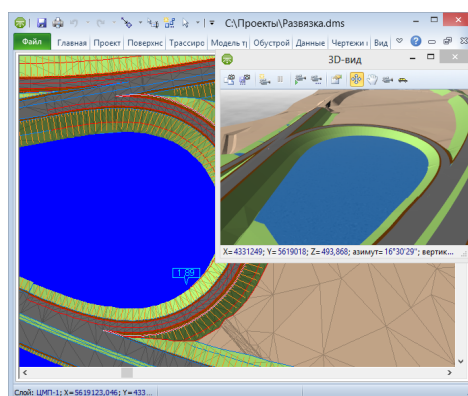 C:\Проекты\Развязка.dms
Файл Главная Проект Поверхнс Трассиро Модель т Обустрой Данные Чертежи Вид
3D-вид
X= 4331249; Y= 5619018; Z= 493,868; азимут= 16°30'29"; вертик...
1,89
Слой: ЦМП-1; X=5619123,046; Y=433...